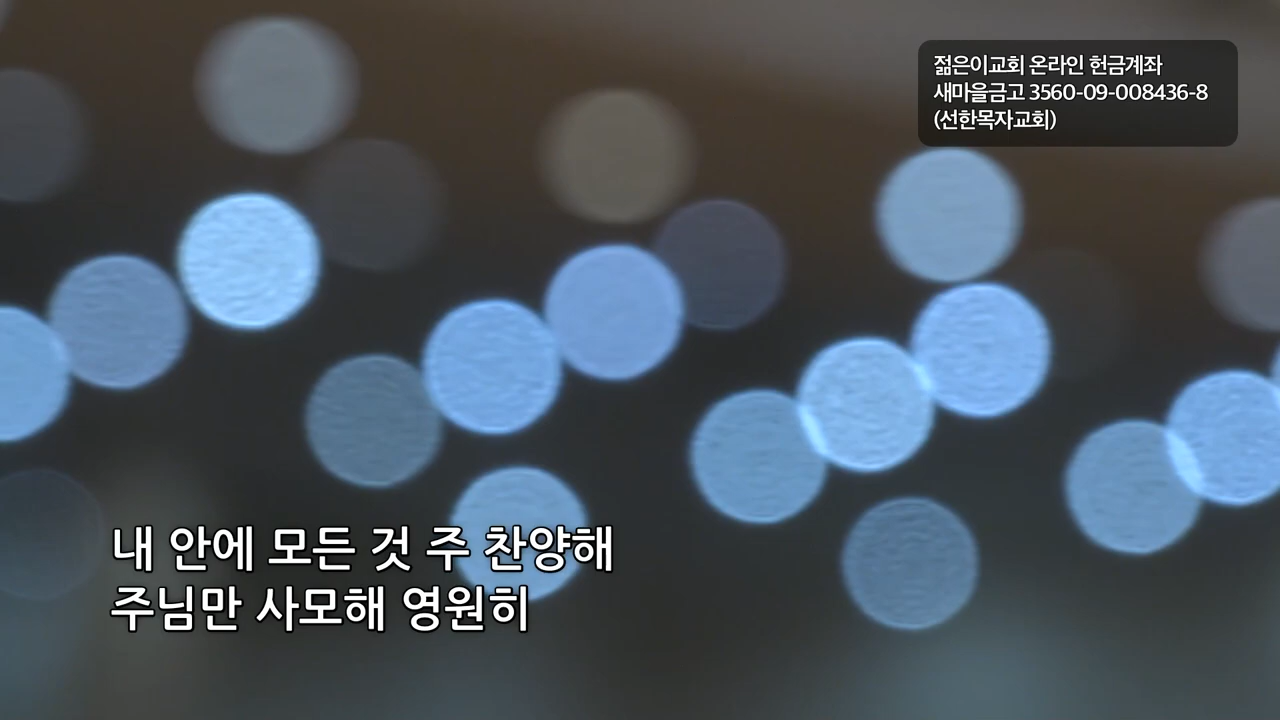 젊은이교회 온라인 헌금계좌
새마을금고 3560-09-008436-8
(선한목자교회)
내 안에 모든 것 주 찬양해
주님만 사모해 영원히